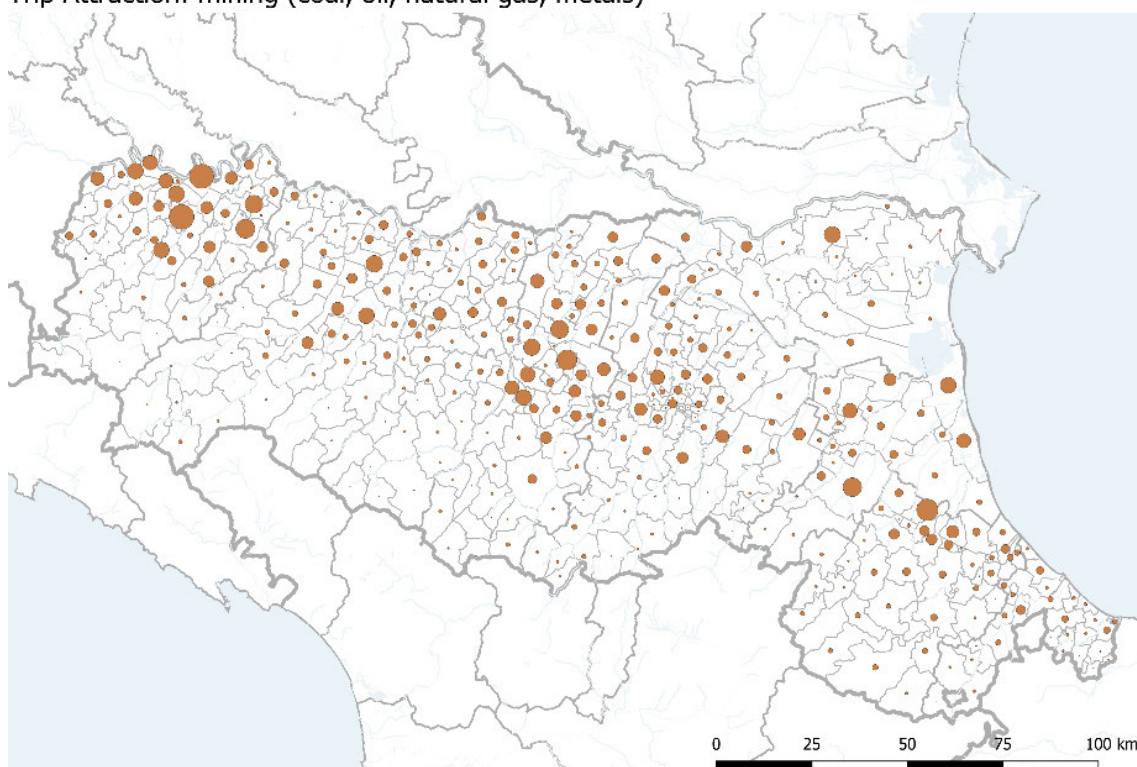 Trip Attraction: mining (coal, oil, natural gas, metals)
0 25 50 75 100 km